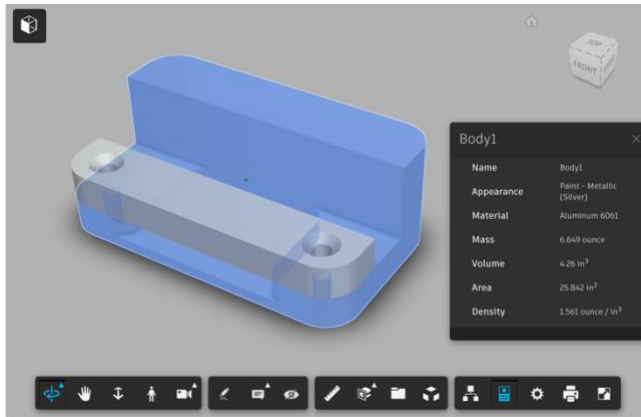 TOP
FRONT
Body1
Name Body1
Appearance Paint - Metallic
(Silver)
Material Aluminum 6061
Mass 6.649 ounce
Volume 4.26 in³
Area 25.842 in²
Density 1.561 ounce / in³